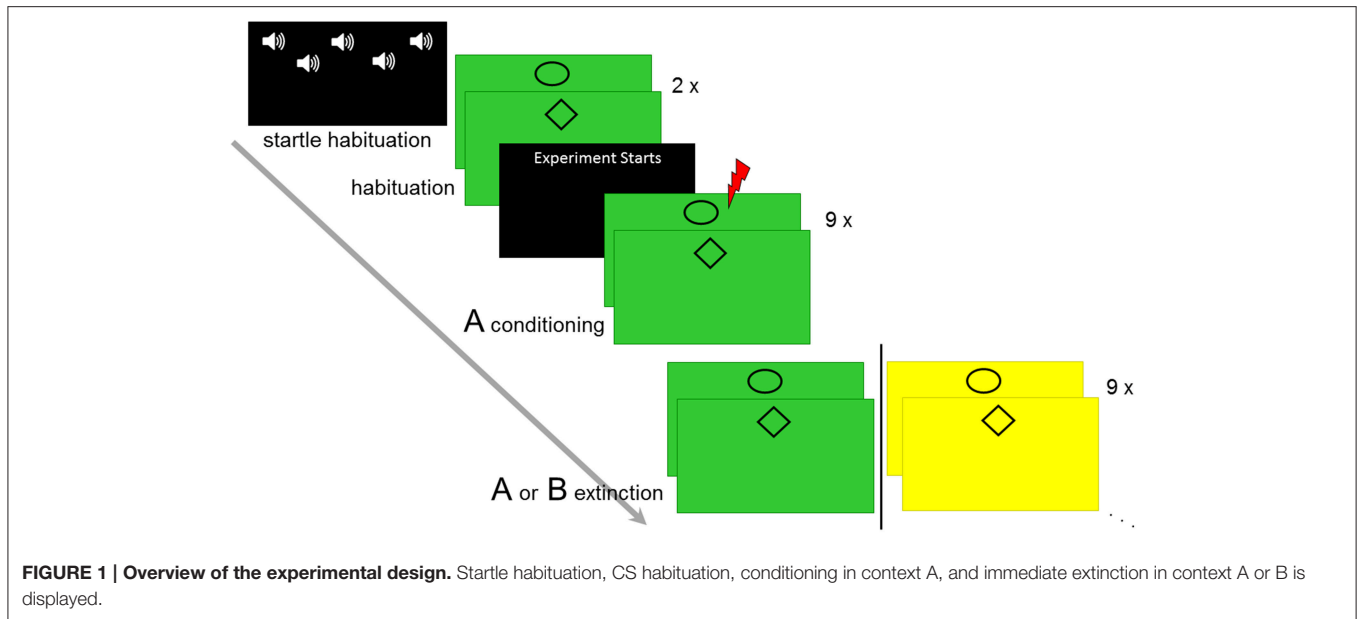 startle habituation
2 x
habituation
Experiment Starts
9 x
A conditioning
9 x
A or B extinction
. . .
FIGURE 1 | Overview of the experimental design. Startle habituation, CS habituation, conditioning in context A, and immediate extinction in context A or B is
displayed.